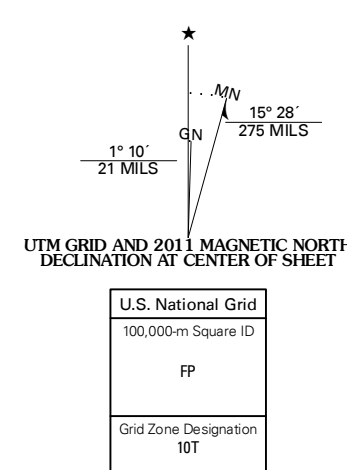 MN
15° 28´
275 MILS
GN
1° 10´
21 MILS
UTM GRID AND 2011 MAGNETIC NORTH
DECLINATION AT CENTER OF SHEET
U.S. National Grid
100,000-m Square ID
FP
Grid Zone Designation
10T